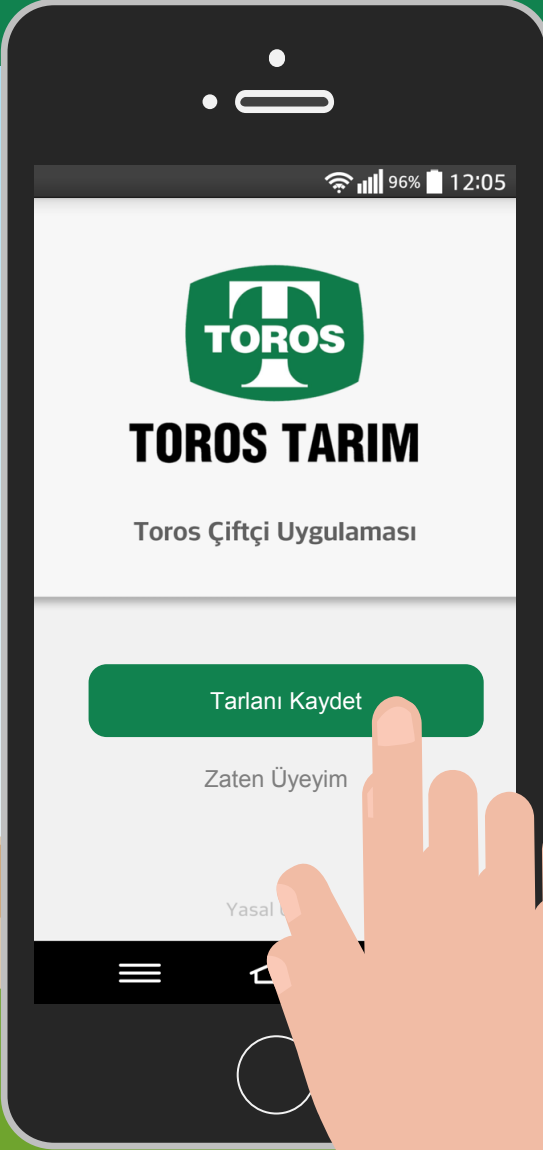 96% 12:05
TOROS
TOROS TARIM
Toros Çiftçi Uygulaması
Tarlanı Kaydet
Zaten Üyeyim
Yasal